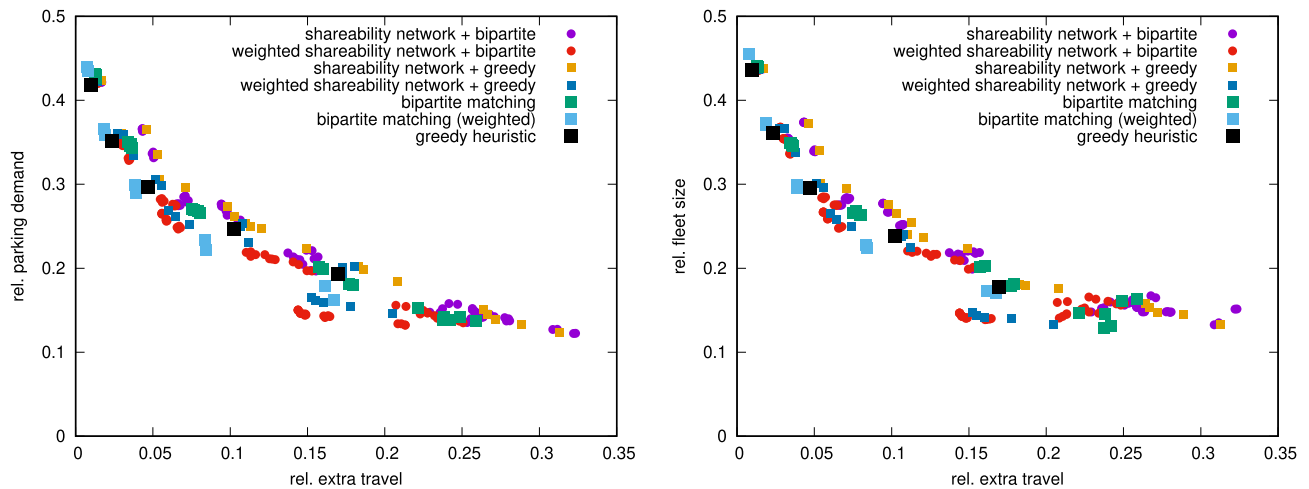 0.5
0.4
0.3
0.2
0.1
0
rel. parking demand
shareability network + bipartite
weighted shareability network + bipartite
shareability network + greedy
weighted shareability network + greedy
bipartite matching
bipartite matching (weighted)
greedy heuristic
0 0.05 0.1 0.15 0.2 0.25 0.3 0.35
rel. extra travel
0.5
0.4
0.3
0.2
0.1
0
rel. fleet size
shareability network + bipartite
weighted shareability network + bipartite
shareability network + greedy
weighted shareability network + greedy
bipartite matching
bipartite matching (weighted)
greedy heuristic
0 0.05 0.1 0.15 0.2 0.25 0.3 0.35
rel. extra travel